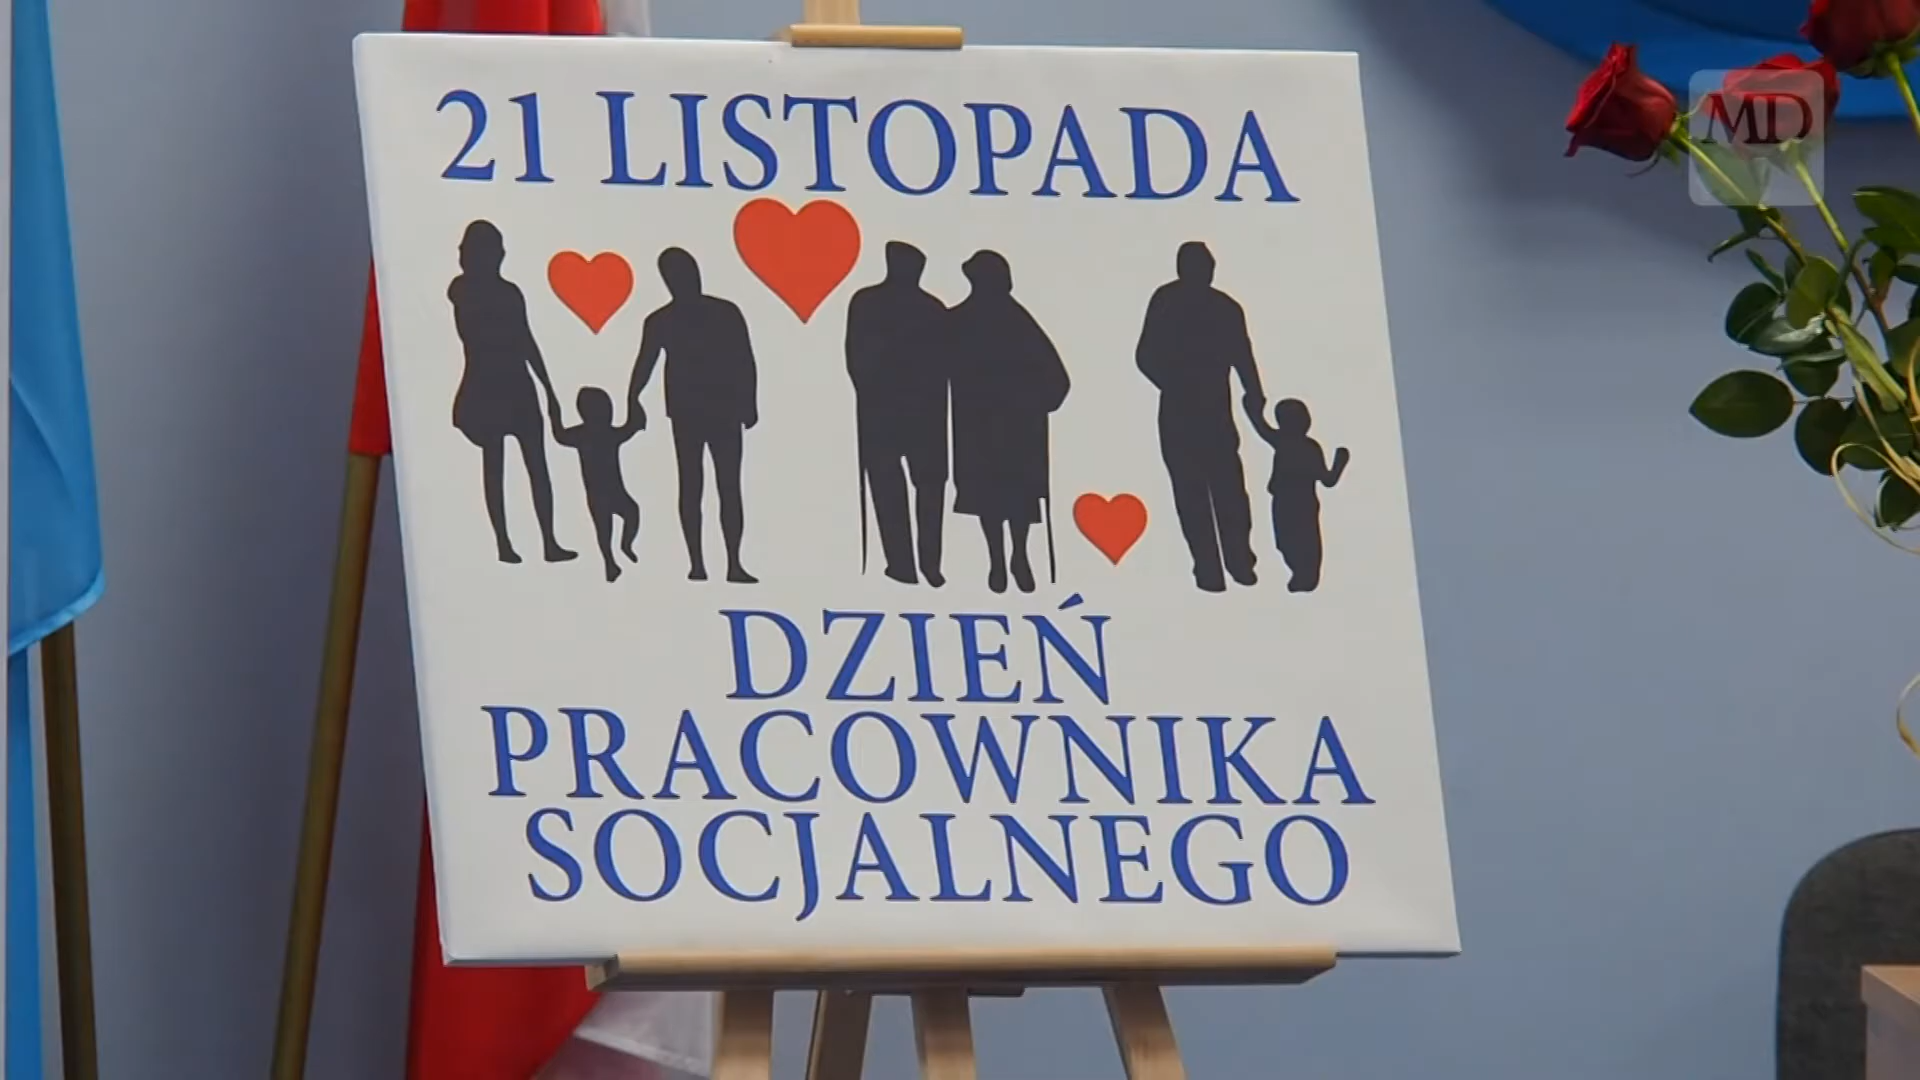 21 LISTOPADA
DZIEŃ
PRACOWNIKA
SOCJALNEGO
MD